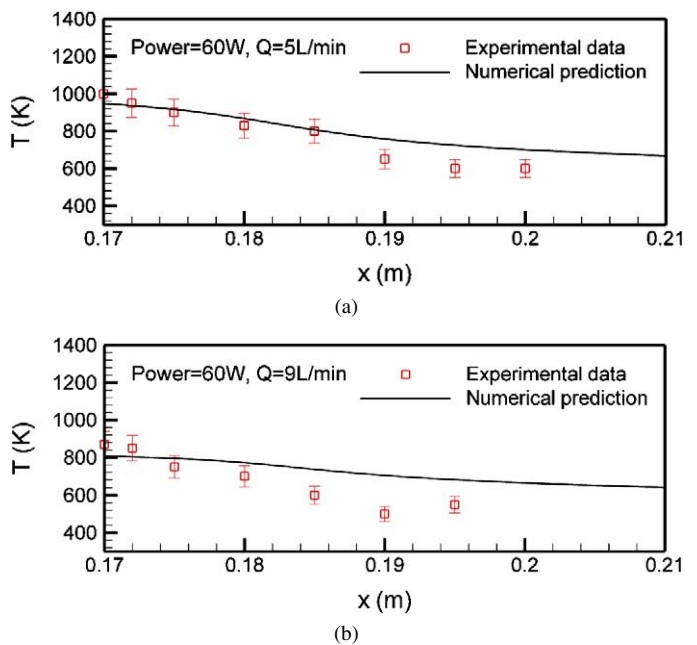 1400
Power=60W, Q=5L/min
Experimental data
1200
Numerical prediction
1000
T (K)
800
600
400
0.17 0.18 0.19 0.2 0.21
x (m)
(a)
1400
Power=60W, Q=9L/min
Experimental data
1200
Numerical prediction
1000
T (K)
800
600
400
0.17 0.18 0.19 0.2 0.21
x (m)
(b)